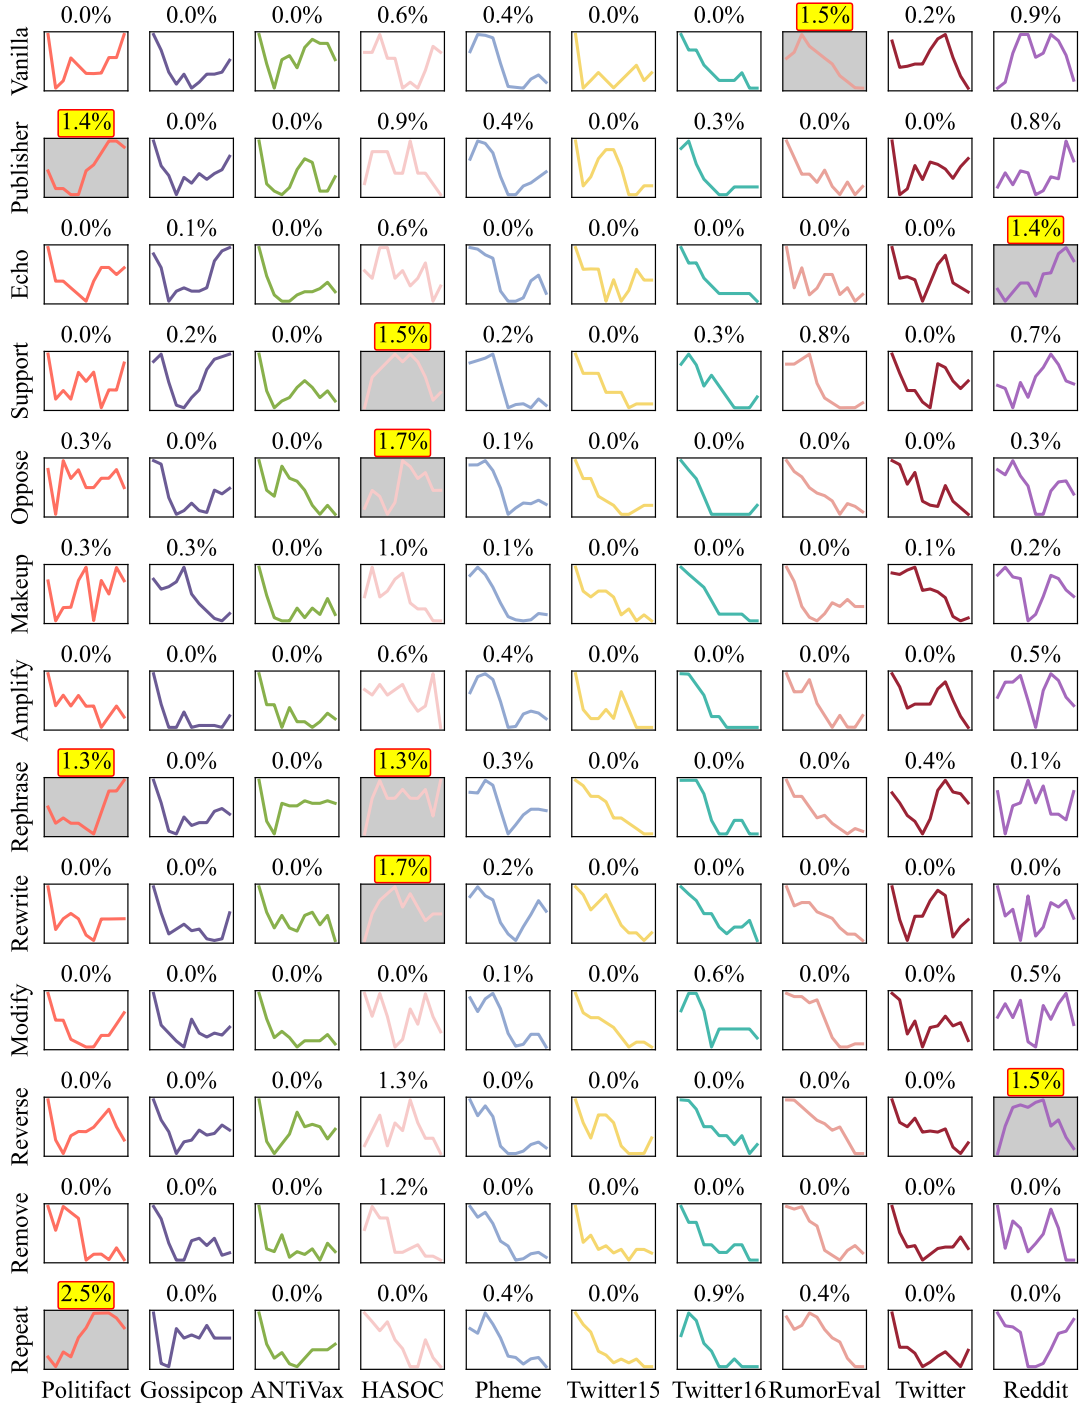 0.0% 0.0% 0.0% 0.6% 0.4% 0.0% 0.0% 1.5% 0.2% 0.9%
Vanilla
1.4% 0.0% 0.0% 0.9% 0.4% 0.0% 0.3% 0.0% 0.0% 0.8%
Publisher
0.0% 0.1% 0.0% 0.6% 0.0% 0.0% 0.0% 0.0% 0.0% 1.4%
Echo
0.0% 0.2% 0.0% 1.5% 0.2% 0.0% 0.3% 0.8% 0.0% 0.7%
Support
0.3% 0.0% 0.0% 1.7% 0.1% 0.0% 0.0% 0.0% 0.0% 0.3%
Oppose
0.3% 0.3% 0.0% 1.0% 0.1% 0.0% 0.0% 0.0% 0.1% 0.2%
Makeup
0.0% 0.0% 0.0% 0.6% 0.4% 0.0% 0.0% 0.0% 0.0% 0.5%
Amplify
1.3% 0.0% 0.0% 1.3% 0.3% 0.0% 0.0% 0.0% 0.4% 0.1%
Rephrase
0.0% 0.0% 0.0% 1.7% 0.2% 0.0% 0.0% 0.0% 0.0% 0.0%
Rewrite
0.0% 0.0% 0.0% 0.0% 0.1% 0.0% 0.6% 0.0% 0.0% 0.5%
Modify
0.0% 0.0% 0.0% 1.3% 0.0% 0.0% 0.0% 0.0% 0.0% 1.5%
Reverse
0.0% 0.0% 0.0% 1.2% 0.0% 0.0% 0.0% 0.0% 0.0% 0.0%
Remove
2.5% 0.0% 0.0% 0.0% 0.4% 0.0% 0.9% 0.4% 0.0% 0.0%
Repeat
Politifact Gossipcop ANTiVax HASOC Pheme Twitter15 Twitter16 RumorEval Twitter Reddit